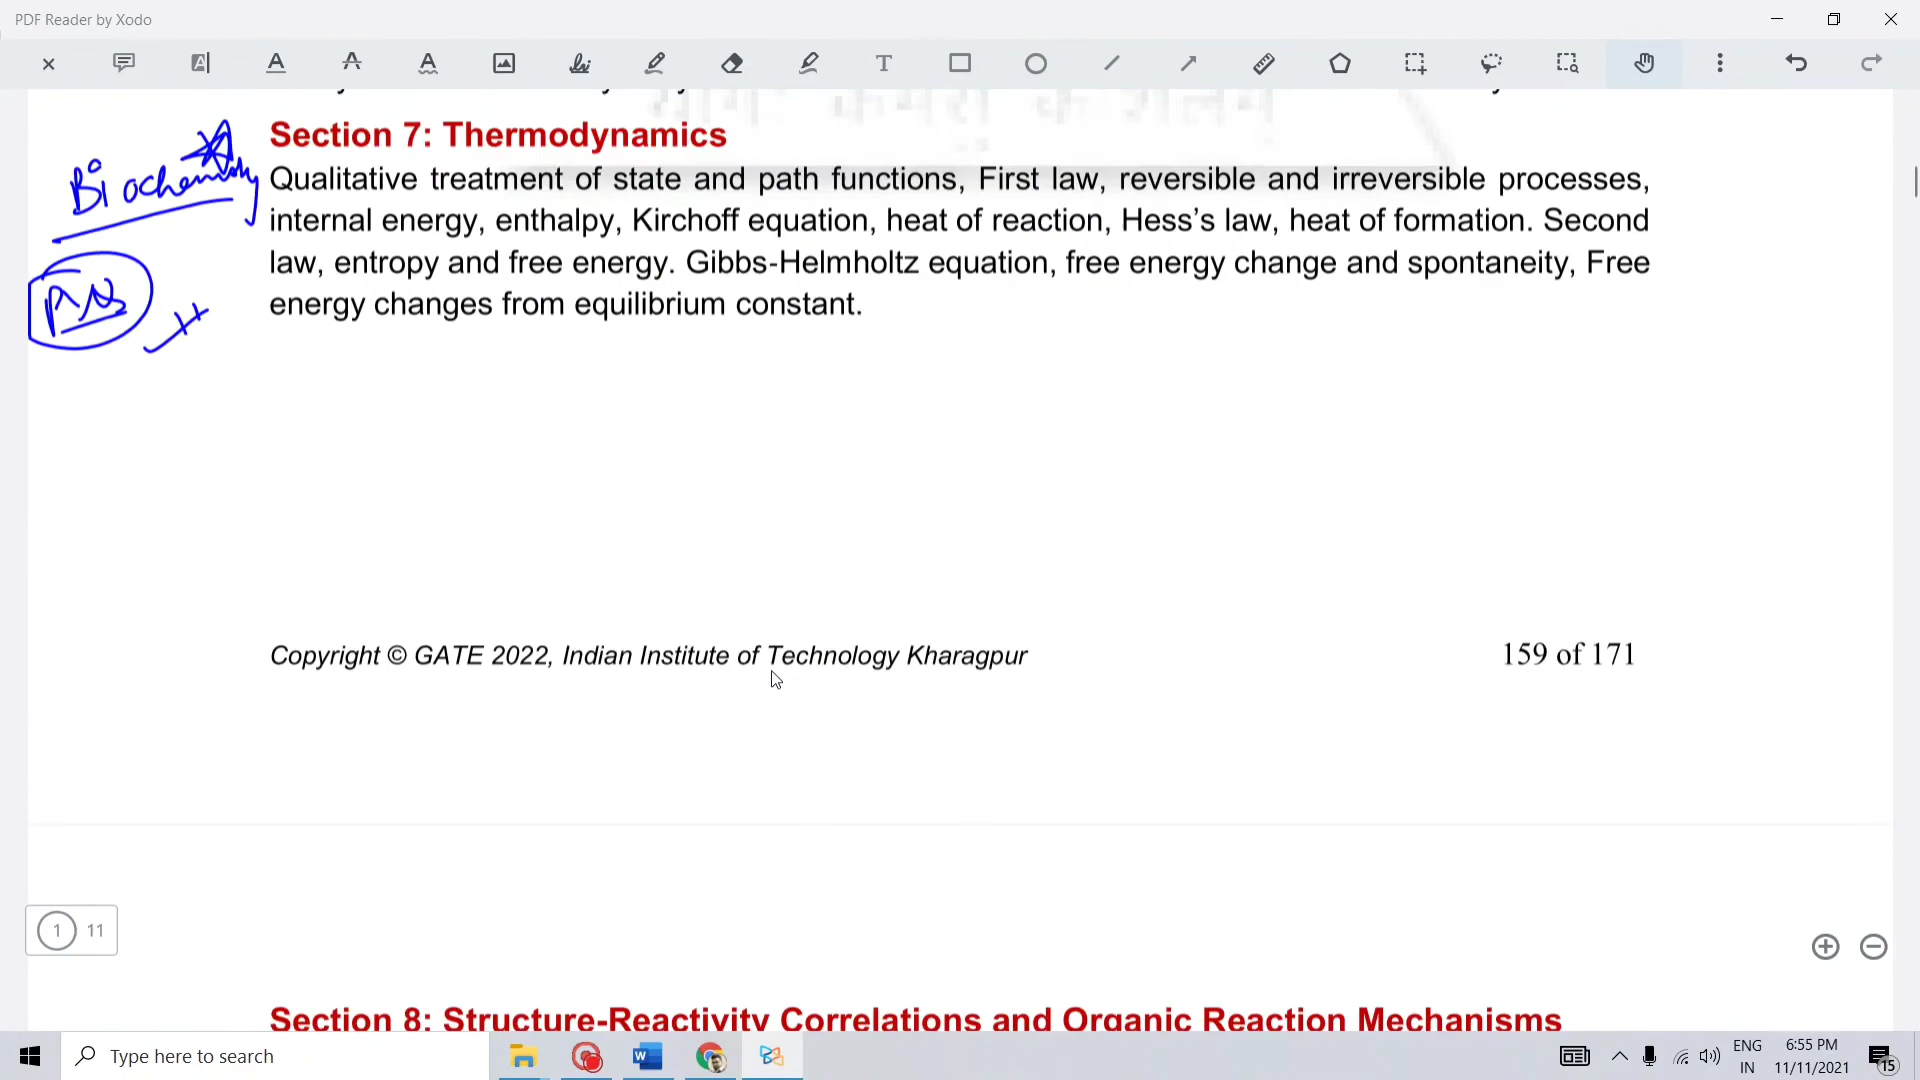 PDF Reader by Xodo
Section 7: Thermodynamics
Biochemistry
Qualitative treatment of state and path functions, First law, reversible and irreversible processes,
internal energy, enthalpy, Kirchoff equation, heat of reaction, Hess's law, heat of formation. Second
law, entropy and free energy. Gibbs-Helmholtz equation, free energy change and spontaneity, Free
energy changes from equilibrium constant.
Copyright © GATE 2022, Indian Institute of Technology Kharagpur
159 of 171
1 11
Section 8: Structure-Reactivity Correlations and Organic Reaction Mechanisms
Type here to search
ENG
IN
6:55 PM
11/11/2021
15